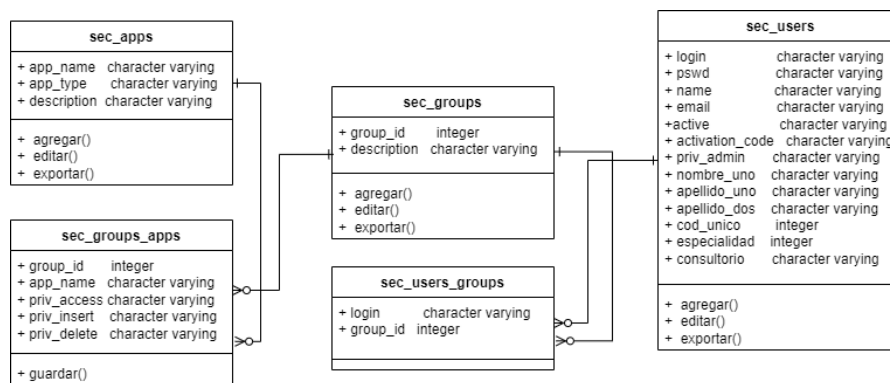 sec_apps
+ app_name character varying
+ app_type character varying
+ description character varying
+ agregar()
+ editar()
+ exportar()
sec_groups_apps
+ group_id integer
+ app_name character varying
+ priv_access character varying
+ priv_insert character varying
+ priv_delete character varying
+ guardar()
sec_groups
+ group_id integer
+ description character varying
+ agregar()
+ editar()
+ exportar()
sec_users_groups
+ login character varying
+ group_id integer
sec_users
+ login character varying
+ pswd character varying
+ name character varying
+ email character varying
+active character varying
+ activation_code character varying
+ priv_admin character varying
+ nombre_uno character varying
+ apellido_uno character varying
+ apellido_dos character varying
+ cod_unico integer
+ especialidad integer
+ consultorio character varying
+ agregar()
+ editar()
+ exportar()